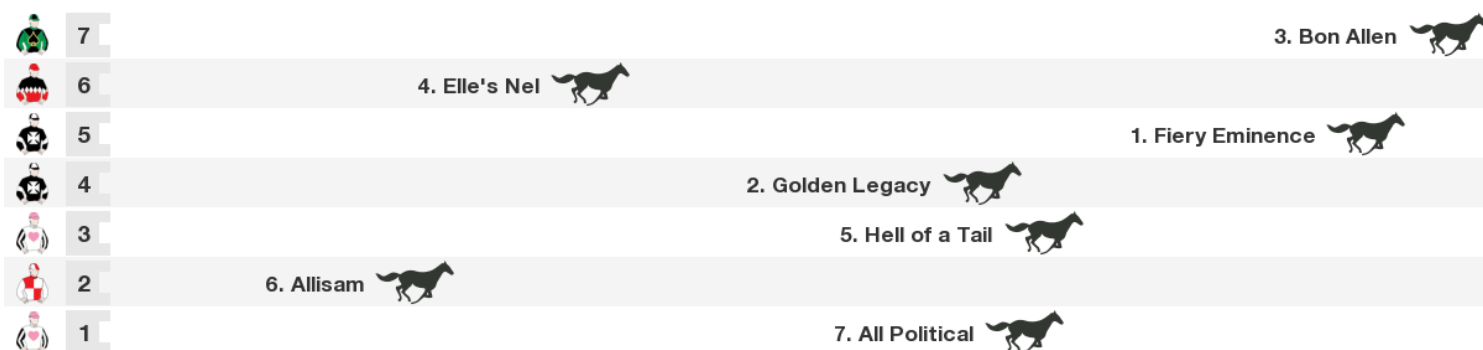 7 3. Bon Allen
6 4. Elle's Nel
5 1. Fiery Eminence
4 2. Golden Legacy
3 5. Hell of a Tail
2 6. Allisam
1 7. All Political